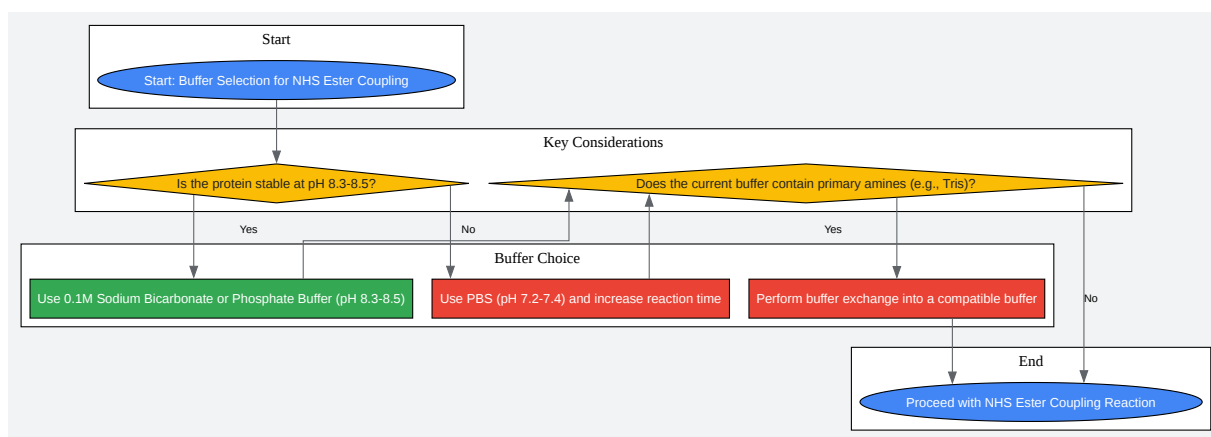 Start
Start: Buffer Selection for NHS Ester Coupling
Key Considerations
Is the protein stable at pH 8.3-8.5?
Does the current buffer contain primary amines (e.g., Tris)?
Yes
No
Yes
Buffer Choice
Use 0.1M Sodium Bicarbonate or Phosphate Buffer (pH 8.3-8.5)
Use PBS (pH 7.2-7.4) and increase reaction time
Perform buffer exchange into a compatible buffer
No
End
Proceed with NHS Ester Coupling Reaction